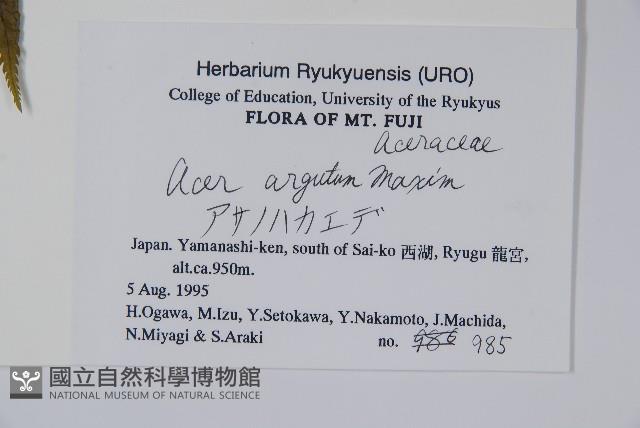 Herbarium Ryukyuensis (URO)
College of Education, University of the Ryukyus
FLORA OF MT. FUJI
Aceraceae
Acer argutum Maxim
アサノハカエデ
Japan. Yamanashi-ken, south of Sai-ko 西湖, Ryugu 龍宮,
alt.ca.950m.
5 Aug. 1995
H.Ogawa, M.Izu, Y.Setokawa, Y.Nakamoto, J.Machida,
N.Miyagi & S.Araki no. 985
國立自然科學博物館
NATIONAL MUSEUM OF NATURAL SCIENCE